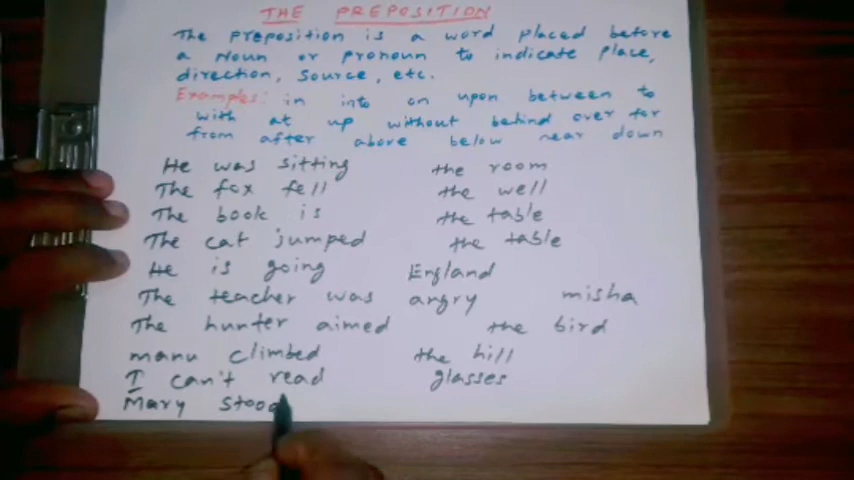 THE PREPOSITION
The preposition is a word placed before
a Noun or pronoun to indicate place,
direction, source, etc.
Examples: in into on upon between to
with at up without behind over for
from after above below near down
He was sitting the room
The fox fell the well
The book is the table
The cat jumped the table
He is going England
The teacher was angry misha
The hunter aimed the bird
manu climbed the hill
I can't read glasses
Mary stood